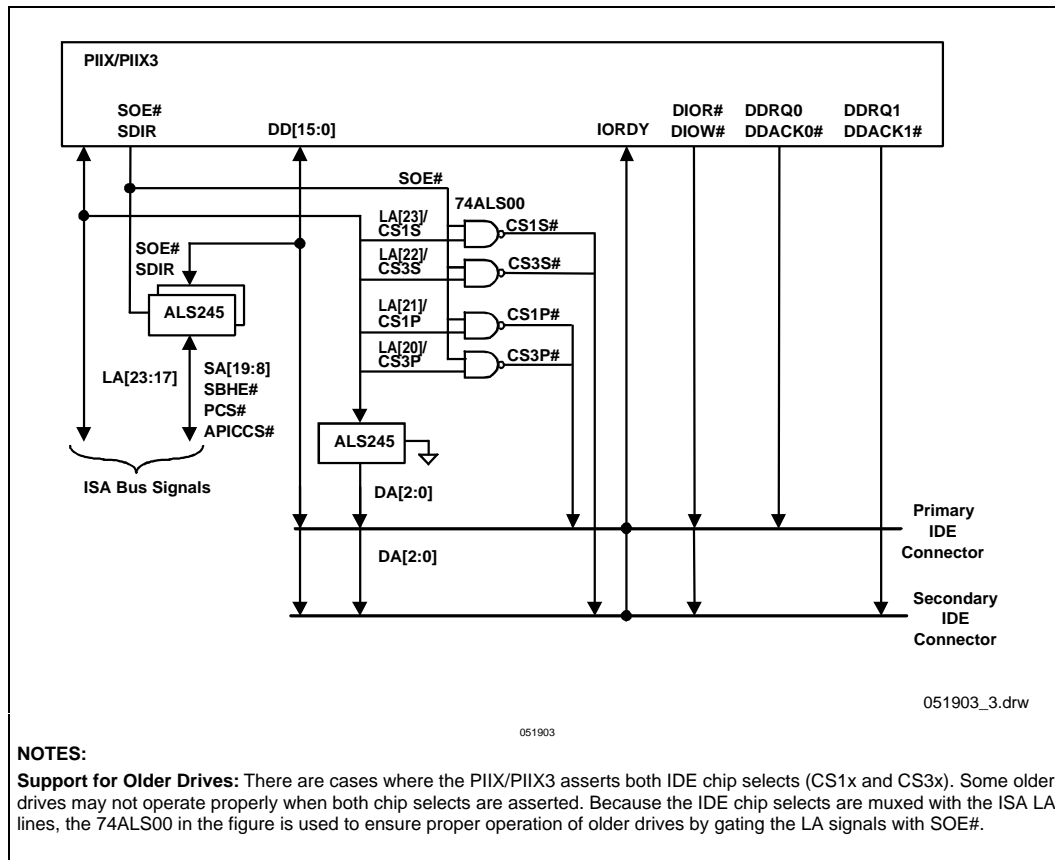 PIIX/PIIX3
SOE#
SDIR
DD[15:0]
IORDY
DIOR#
DIOW#
DDRQ0
DDACK0#
DDRQ1
DDACK1#
SOE#
74ALS00
LA[23]/
CS1S
CS1S#
LA[22]/
CS3S
CS3S#
LA[21]/
CS1P
CS1P#
LA[20]/
CS3P
CS3P#
SOE#
SDIR
ALS245
LA[23:17]
SA[19:8]
SBHE#
PCS#
APICCS#
ISA Bus Signals
ALS245
DA[2:0]
Primary
IDE
Connector
DA[2:0]
Secondary
IDE
Connector
051903_3.drw
051903
NOTES:
Support for Older Drives: There are cases where the PIIX/PIIX3 asserts both IDE chip selects (CS1x and CS3x). Some older
drives may not operate properly when both chip selects are asserted. Because the IDE chip selects are muxed with the ISA LA
lines, the 74ALS00 in the figure is used to ensure proper operation of older drives by gating the LA signals with SOE#.